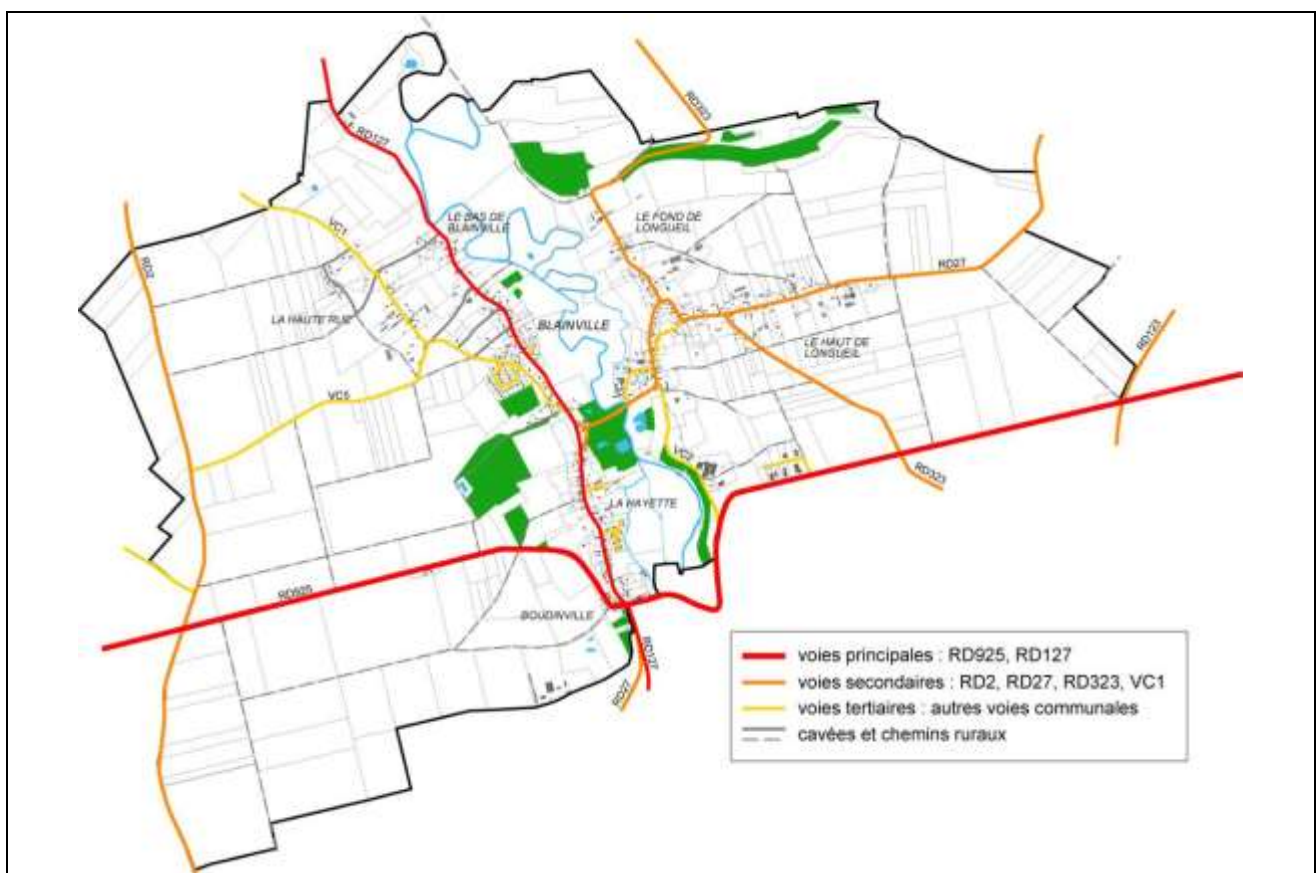 RD323
RD127
LE BAS DE
BLAINVILLE
LE FOND DE
LONGUEIL
VC1
RD2
RD27
LA HAUTE RUE
BLAINVILLE
LE HAUT DE
LONGUEIL
RD123
VC5
VC2
RD323
LA HAYETTE
RD925
BOUDINVILLE
RD127
RD27
voies principales : RD925, RD127
voies secondaires : RD2, RD27, RD323, VC1
voies tertiaires : autres voies communales
cavées et chemins ruraux